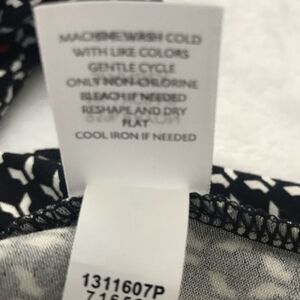 MACHINE WASH COLD
WITH LIKE COLORS
GENTLE CYCLE
ONLY NON-CHLORINE
BLEACH IF NEEDED
RESHAPE AND DRY
FLAT
COOL IRON IF NEEDED
1311607P